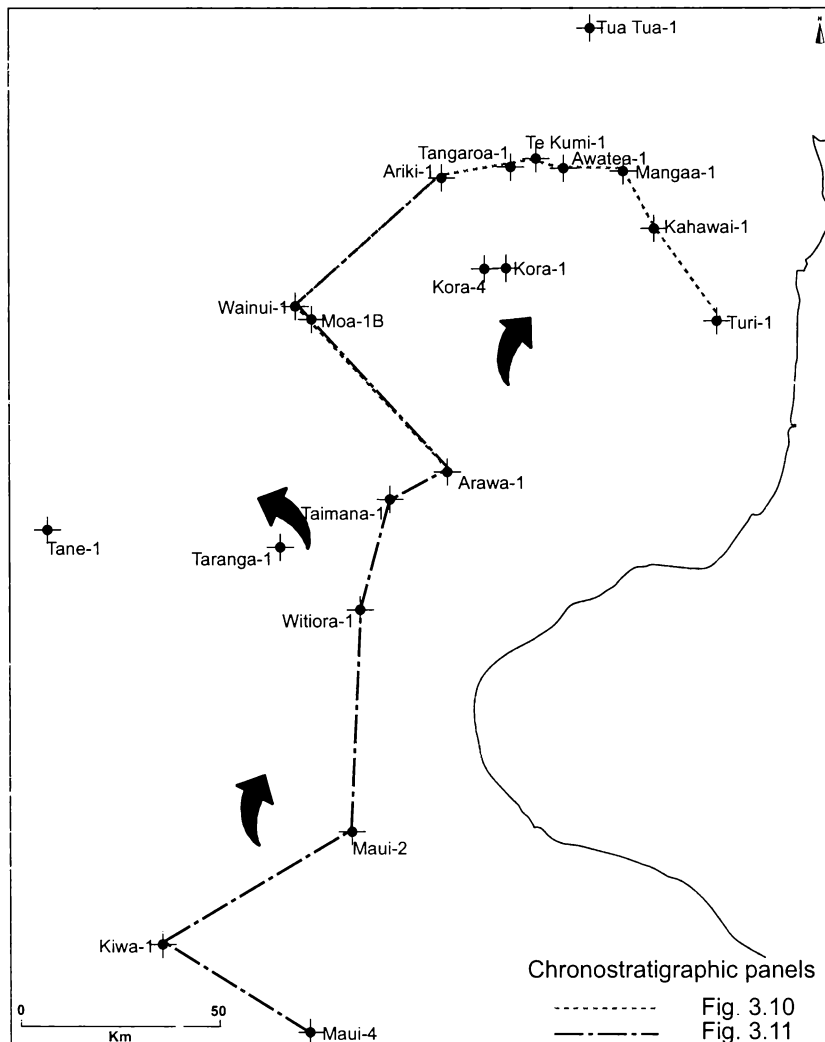 Tua Tua-1
N
Te Kumi-1
Tangaroa-1
Awatea-1
Ariki-1
Mangaa-1
Kahawai-1
Kora-4
Kora-1
Wainui-1
Moa-1B
Turi-1
Arawa-1
Taimana-1
Tane-1
Taranga-1
Witiora-1
Maui-2
Kiwa-1
Chronostratigraphic panels
0 50
Fig. 3.10
Km
Maui-4
Fig. 3.11